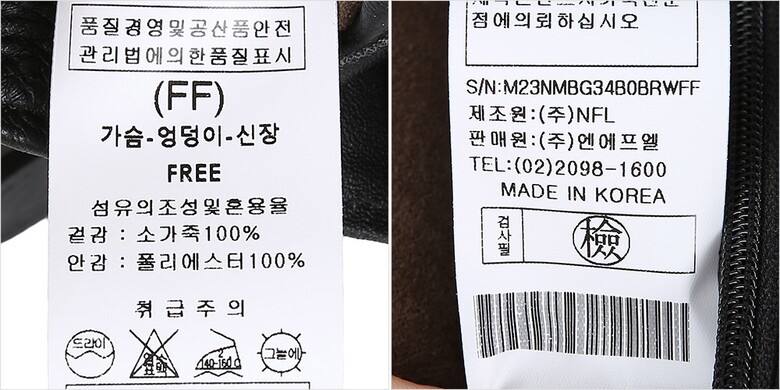 품질경영및공산품안전
관리법에의한품질표시
(FF)
가슴-엉덩이-신장
FREE
섬유의조성및혼용율
겉감 : 소가죽100%
안감 : 폴리에스터100%
취급주의
드라이
염소
표백
2
140-160℃
그늘에
점에의뢰하십시오
S/N:M23NMBG34B0BRWFF
제조원:(주)NFL
판매원:(주)엔에프엘
TEL:(02)2098-1600
MADE IN KOREA
검사필
檢